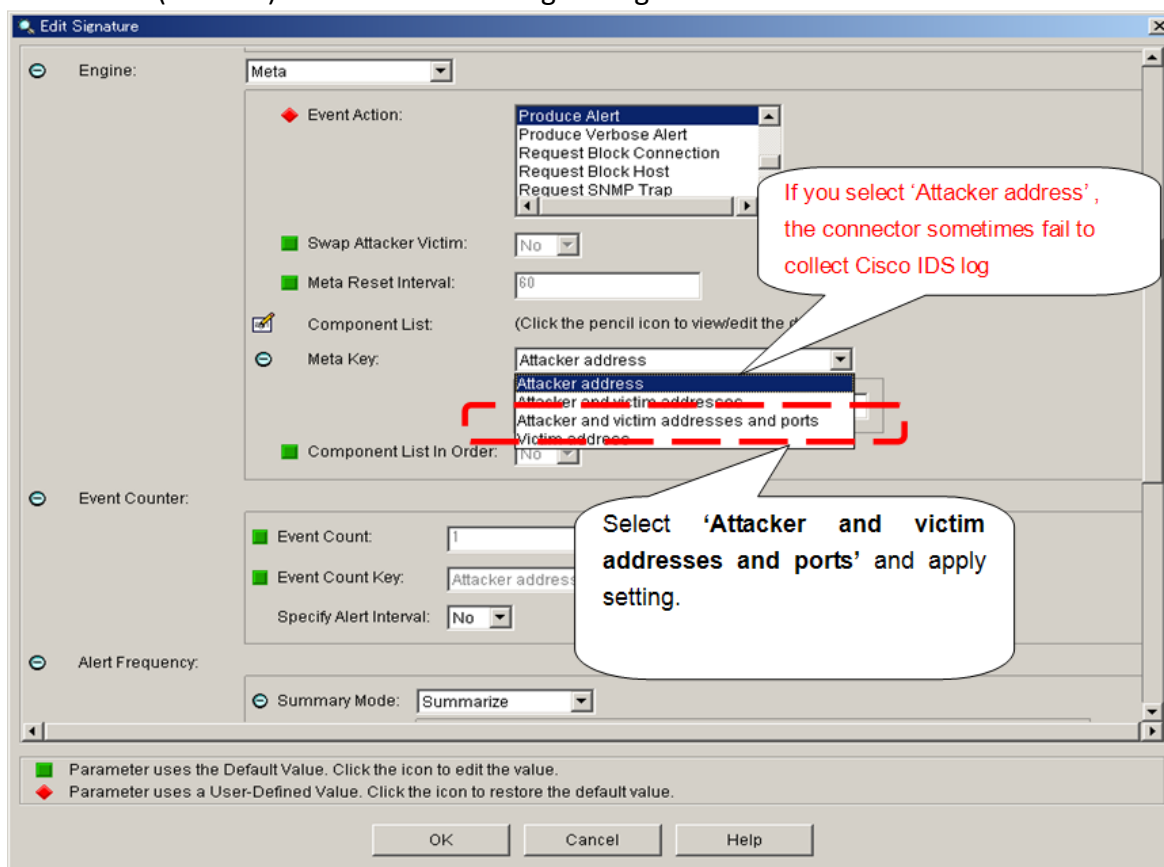 Edit Signature
Engine:
Meta
Event Action:
Produce Alert
Produce Verbose Alert
Request Block Connection
Request Block Host
Request SNMP Trap
If you select ‘Attacker address’ ,
the connector sometimes fail to
collect Cisco IDS log
Swap Attacker Victim:
No
Meta Reset Interval:
60
Component List:
(Click the pencil icon to view/edit the
Meta Key:
Attacker address
Attacker address
Attacker and victim addresses
Attacker and victim addresses and ports
Victim address
Component List In Order:
No
Event Counter:
Event Count:
1
Event Count Key:
Attacker address
Specify Alert Interval:
No
Select ‘Attacker and victim
addresses and ports’ and apply
setting.
Alert Frequency:
Summary Mode:
Summarize
Parameter uses the Default Value. Click the icon to edit the value.
Parameter uses a User-Defined Value. Click the icon to restore the default value.
OK
Cancel
Help